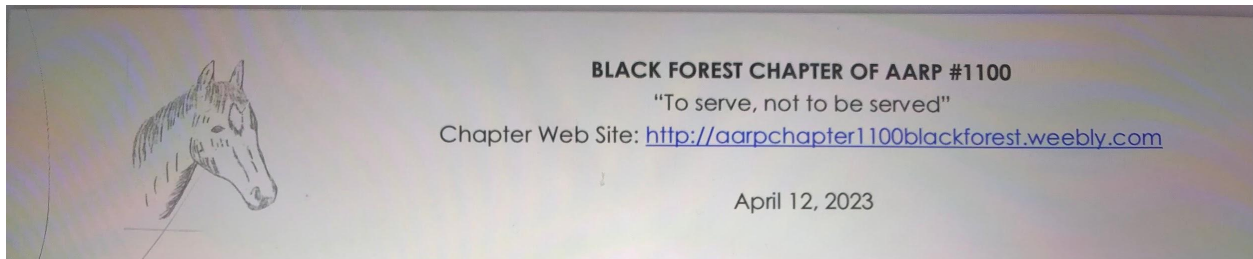 BLACK FOREST CHAPTER OF AARP #1100
“To serve, not to be served”
Chapter Web Site: http://aarpchapter1100blackforest.weebly.com
April 12, 2023